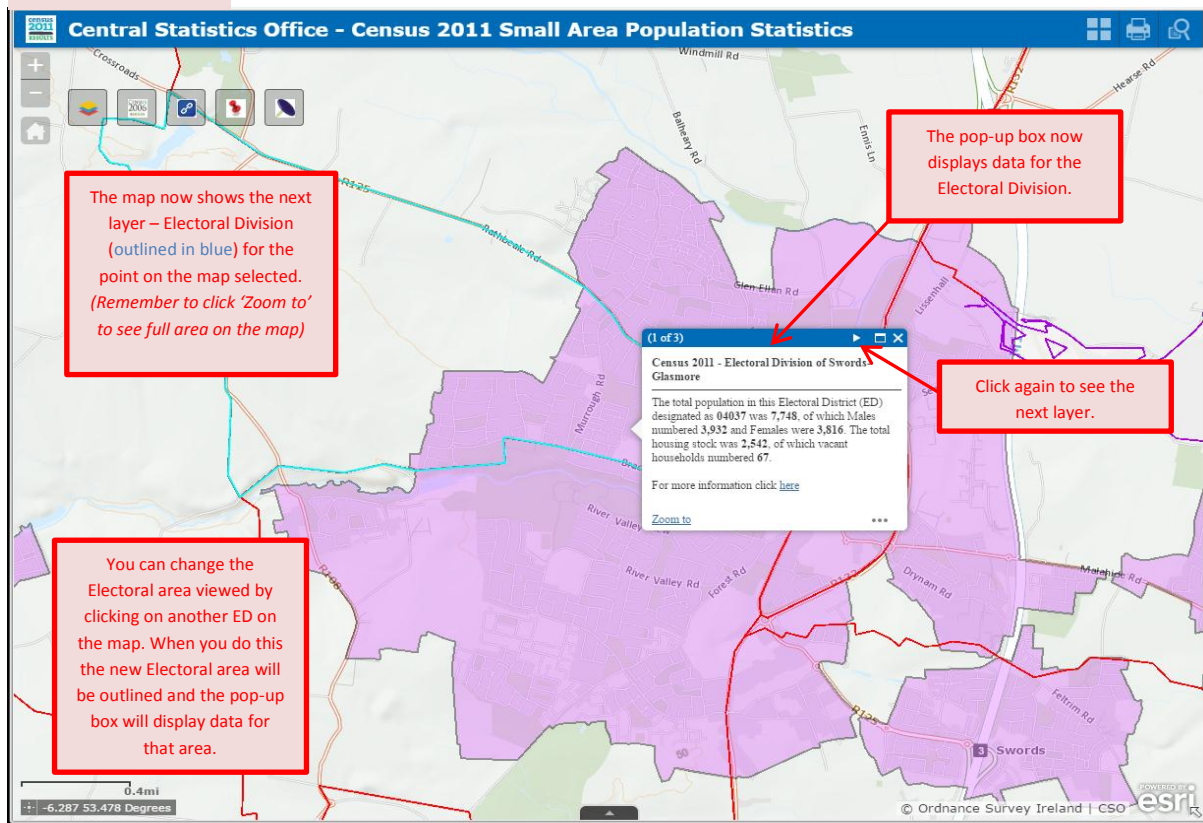 census
2011
RESULTS
Central Statistics Office - Census 2011 Small Area Population Statistics
Crossroads
Windmill Rd
R132
Hearse Rd
Balheary Rd
Ennis Ln
The pop-up box now
displays data for the
Electoral Division.
The map now shows the next
layer – Electoral Division
(outlined in blue) for the
point on the map selected.
(Remember to click ‘Zoom to’
to see full area on the map)
R125
Rathbeale Rd
Glen Ellan Rd
Lissenhall
(1 of 3)
Census 2011 - Electoral Division of Swords-
Glasmore
The total population in this Electoral District (ED)
designated as 04037 was 7,748, of which Males
numbered 3,932 and Females were 3,816. The total
housing stock was 2,542, of which vacant
households numbered 67.
For more information click here
Zoom to
Click again to see the
next layer.
Murrough Rd
River Valley
River Valley Rd
Forest Rd
R132
Drynam Rd
Malahide Rd
R108
You can change the
Electoral area viewed by
clicking on another ED on
the map. When you do this
the new Electoral area will
be outlined and the pop-up
box will display data for
that area.
R125
Feltrim Rd
3 Swords
0.4mi
-6.287 53.478 Degrees
© Ordnance Survey Ireland | CSO
POWERED BY
esri